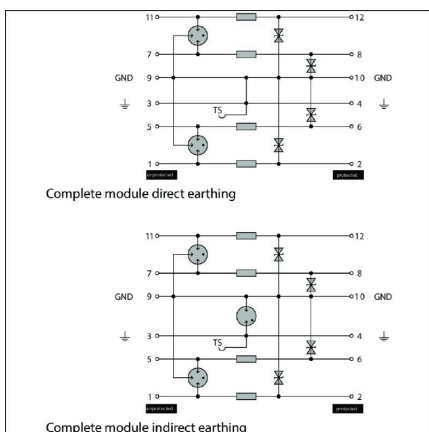 11 12
7 8
GND 9 10 GND
3 4
TS
5 6
1 2
unprotected protected
Complete module direct earthing
11 12
7 8
GND 9 10 GND
3 4
TS
5 6
1 2
unprotected protected
Complete module indirect earthing